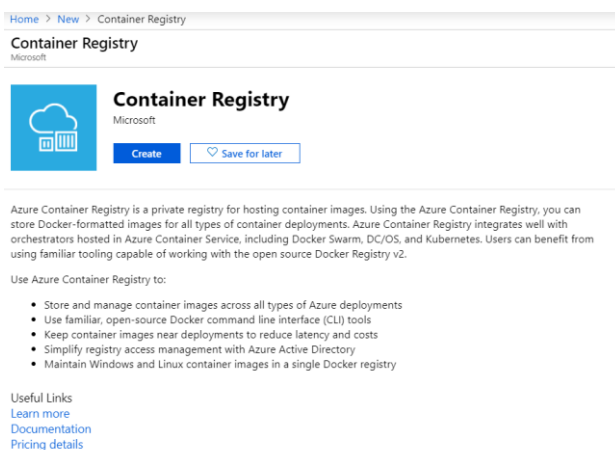 Home > New > Container Registry
Container Registry
Microsoft
Container Registry
Microsoft
Create
Save for later
Azure Container Registry is a private registry for hosting container images. Using the Azure Container Registry, you can
store Docker-formatted images for all types of container deployments. Azure Container Registry integrates well with
orchestrators hosted in Azure Container Service, including Docker Swarm, DC/OS, and Kubernetes. Users can benefit from
using familiar tooling capable of working with the open source Docker Registry v2.
Use Azure Container Registry to:
• Store and manage container images across all types of Azure deployments
• Use familiar, open-source Docker command line interface (CLI) tools
• Keep container images near deployments to reduce latency and costs
• Simplify registry access management with Azure Active Directory
• Maintain Windows and Linux container images in a single Docker registry
Useful Links
Learn more
Documentation
Pricing details